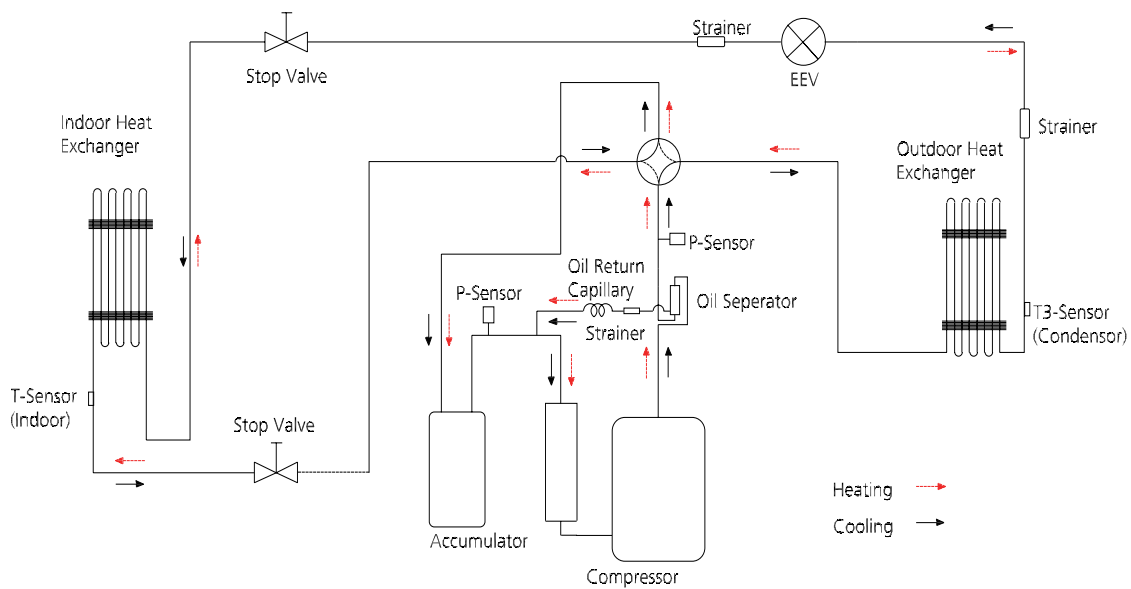 Strainer
Stop Valve
EEV
Indoor Heat
Exchanger
Strainer
Outdoor Heat
Exchanger
P-Sensor
Oil Return
Capillary
P-Sensor
Oil Seperator
Strainer
T3-Sensor
(Condensor)
T-Sensor
(Indoor)
Stop Valve
Heating
Cooling
Accumulator
Compressor